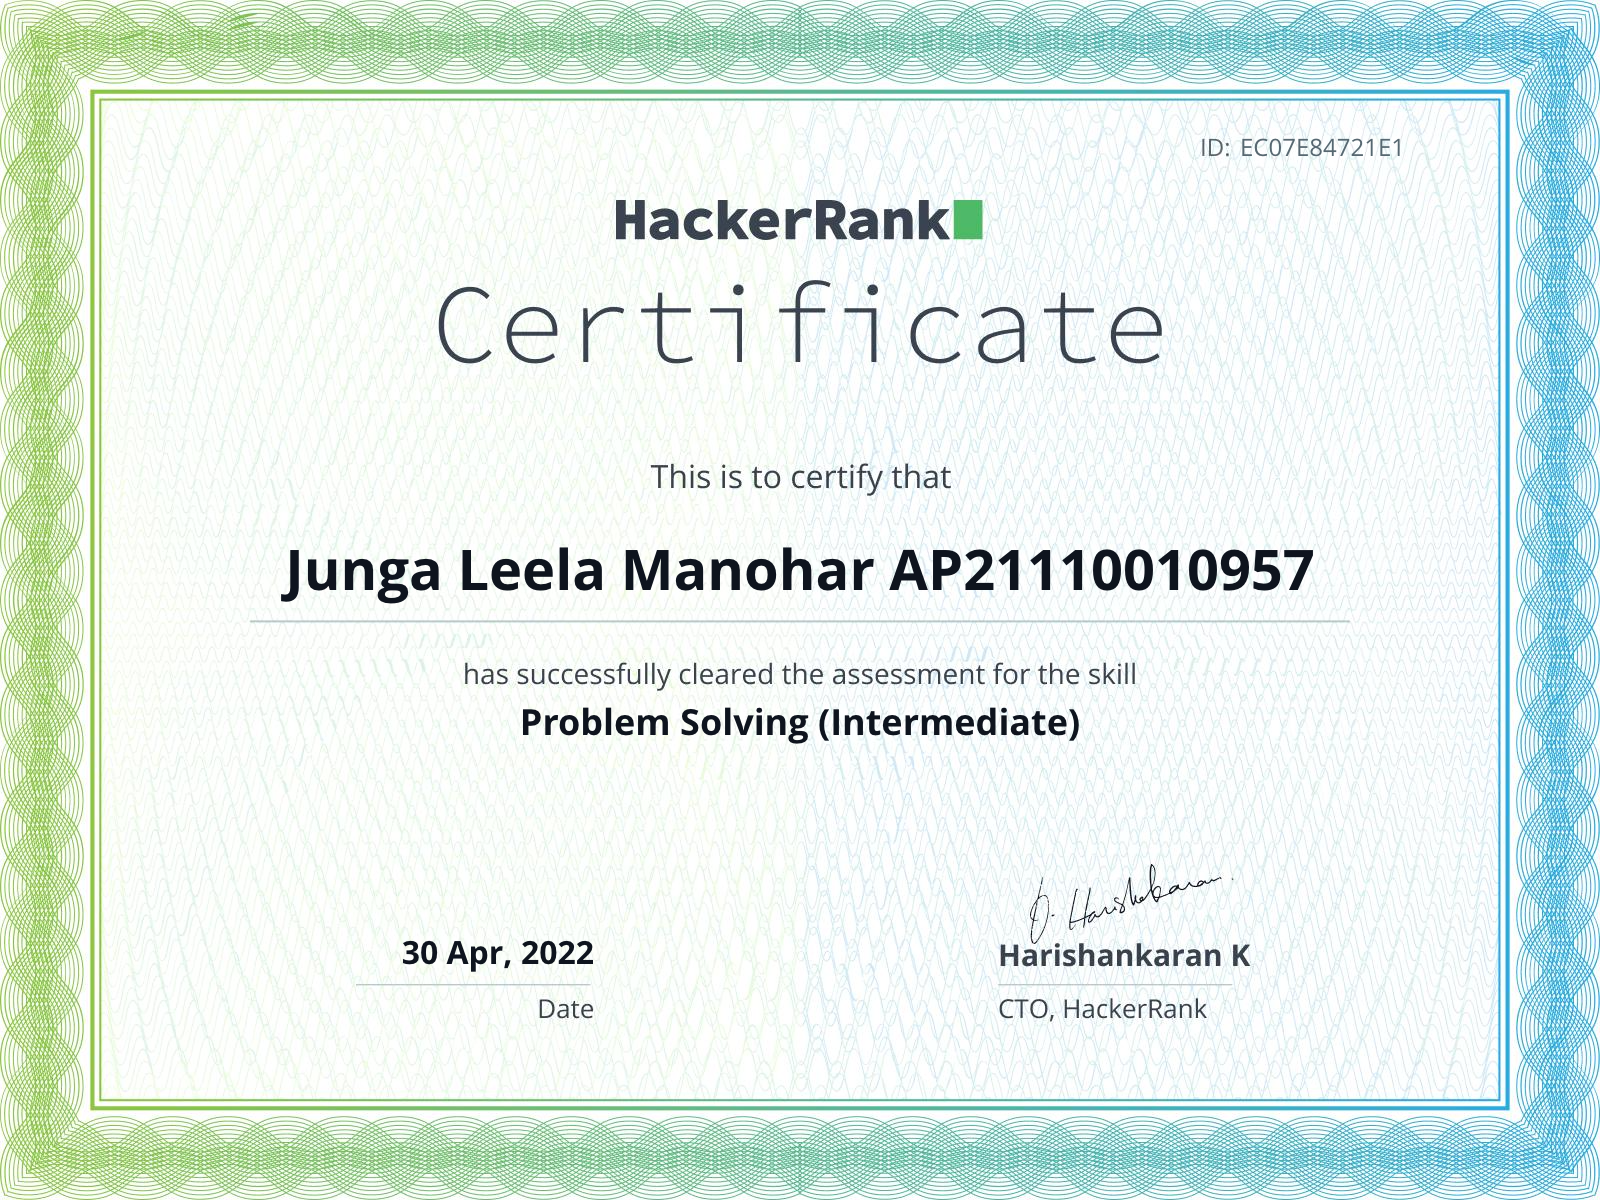 ID: EC07E84721E1
HackerRank
Certificate
This is to certify that
Junga Leela Manohar AP21110010957
has successfully cleared the assessment for the skill
Problem Solving (Intermediate)
30 Apr, 2022
Date
Harishankaran K
CTO, HackerRank